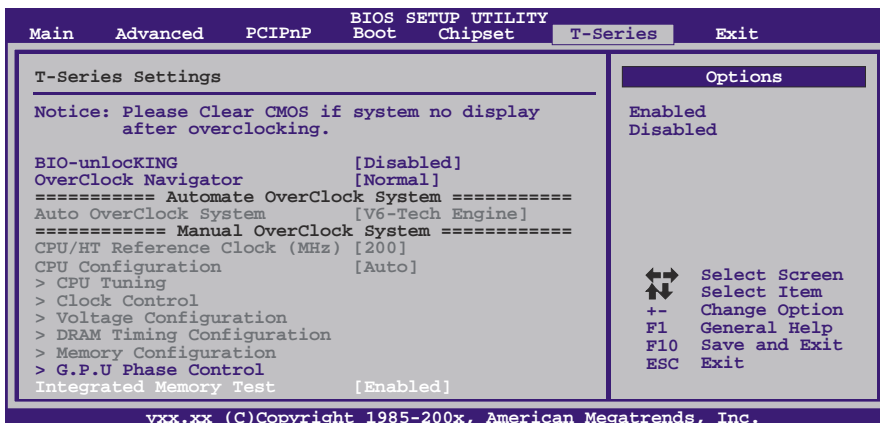 BIOS SETUP UTILITY
Main Advanced PCIPnP Boot Chipset T-Series Exit
T-Series Settings
Notice: Please Clear CMOS if system no display
after overclocking.
BIO-unlocKING [Disabled]
OverClock Navigator [Normal]
=========== Automate OverClock System ===========
Auto OverClock System [V6-Tech Engine]
============ Manual OverClock System ============
CPU/HT Reference Clock (MHz) [200]
CPU Configuration [Auto]
> CPU Tuning
> Clock Control
> Voltage Configuration
> DRAM Timing Configuration
> Memory Configuration
> G.P.U Phase Control
Integrated Memory Test [Enabled]
Options
Enabled
Disabled
Select Screen
Select Item
+- Change Option
F1 General Help
F10 Save and Exit
ESC Exit
vxx.xx (C)Copyright 1985-200x, American Megatrends, Inc.